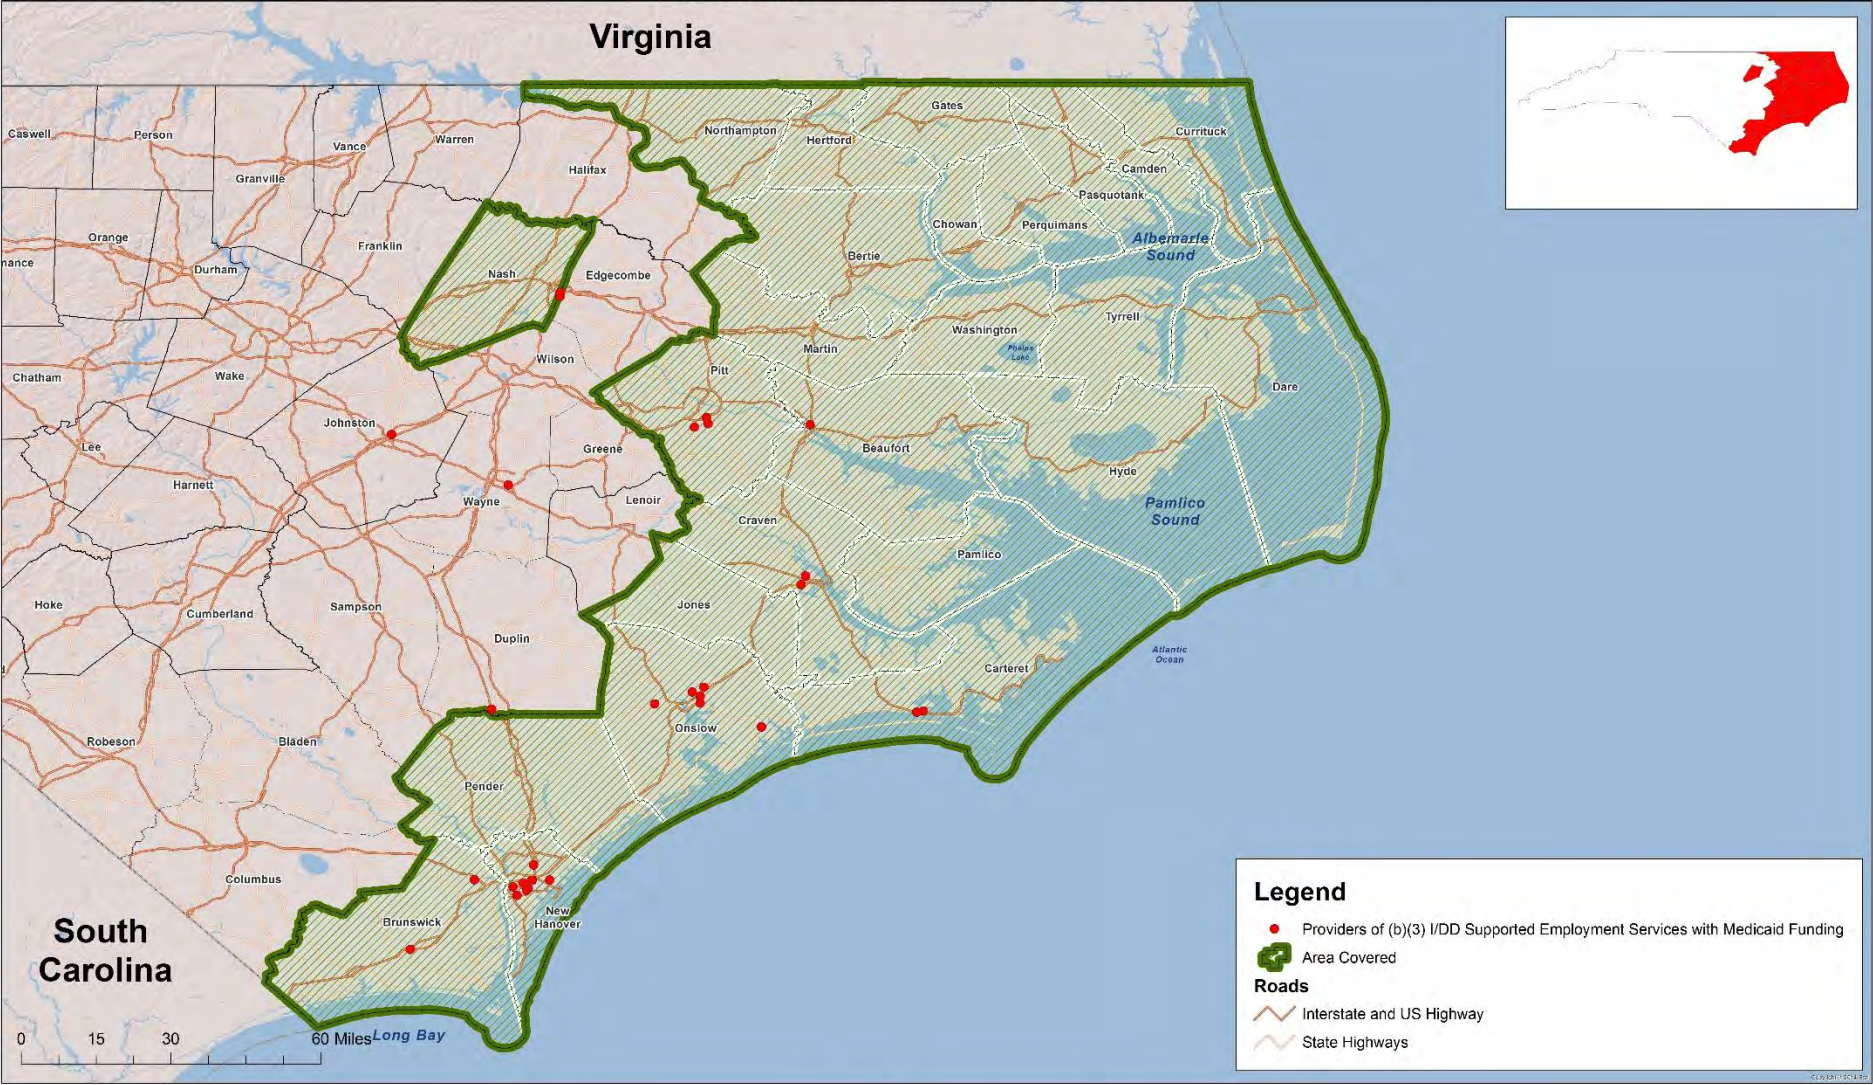 Virginia
Gates
Northampton
Hertford
Currituck
Caswell
Person
Vance
Warren
Halifax
Granville
Camden
Pasquotank
Chowan
Perquimans
Albemarle
Sound
Orange
Franklin
mance
Durham
Nash
Edgecombe
Bertie
Washington
Tyrrell
Phelps
Lake
Martin
Wilson
Pitt
Chatham
Wake
Dare
Johnston
Lee
Greene
Beaufort
Hyde
Harnett
Wayne
Lenoir
Craven
Pamlico
Sound
Pamlico
Hoke
Cumberland
Sampson
Jones
Duplin
Atlantic
Ocean
Carteret
Onslow
Robeson
Bladen
Pender
Columbus
Brunswick
New
Hanover
South
Carolina
0 15 30 60 Miles
Long Bay
Legend
Providers of (b)(3) I/DD Supported Employment Services with Medicaid Funding
Area Covered
Roads
Interstate and US Highway
State Highways